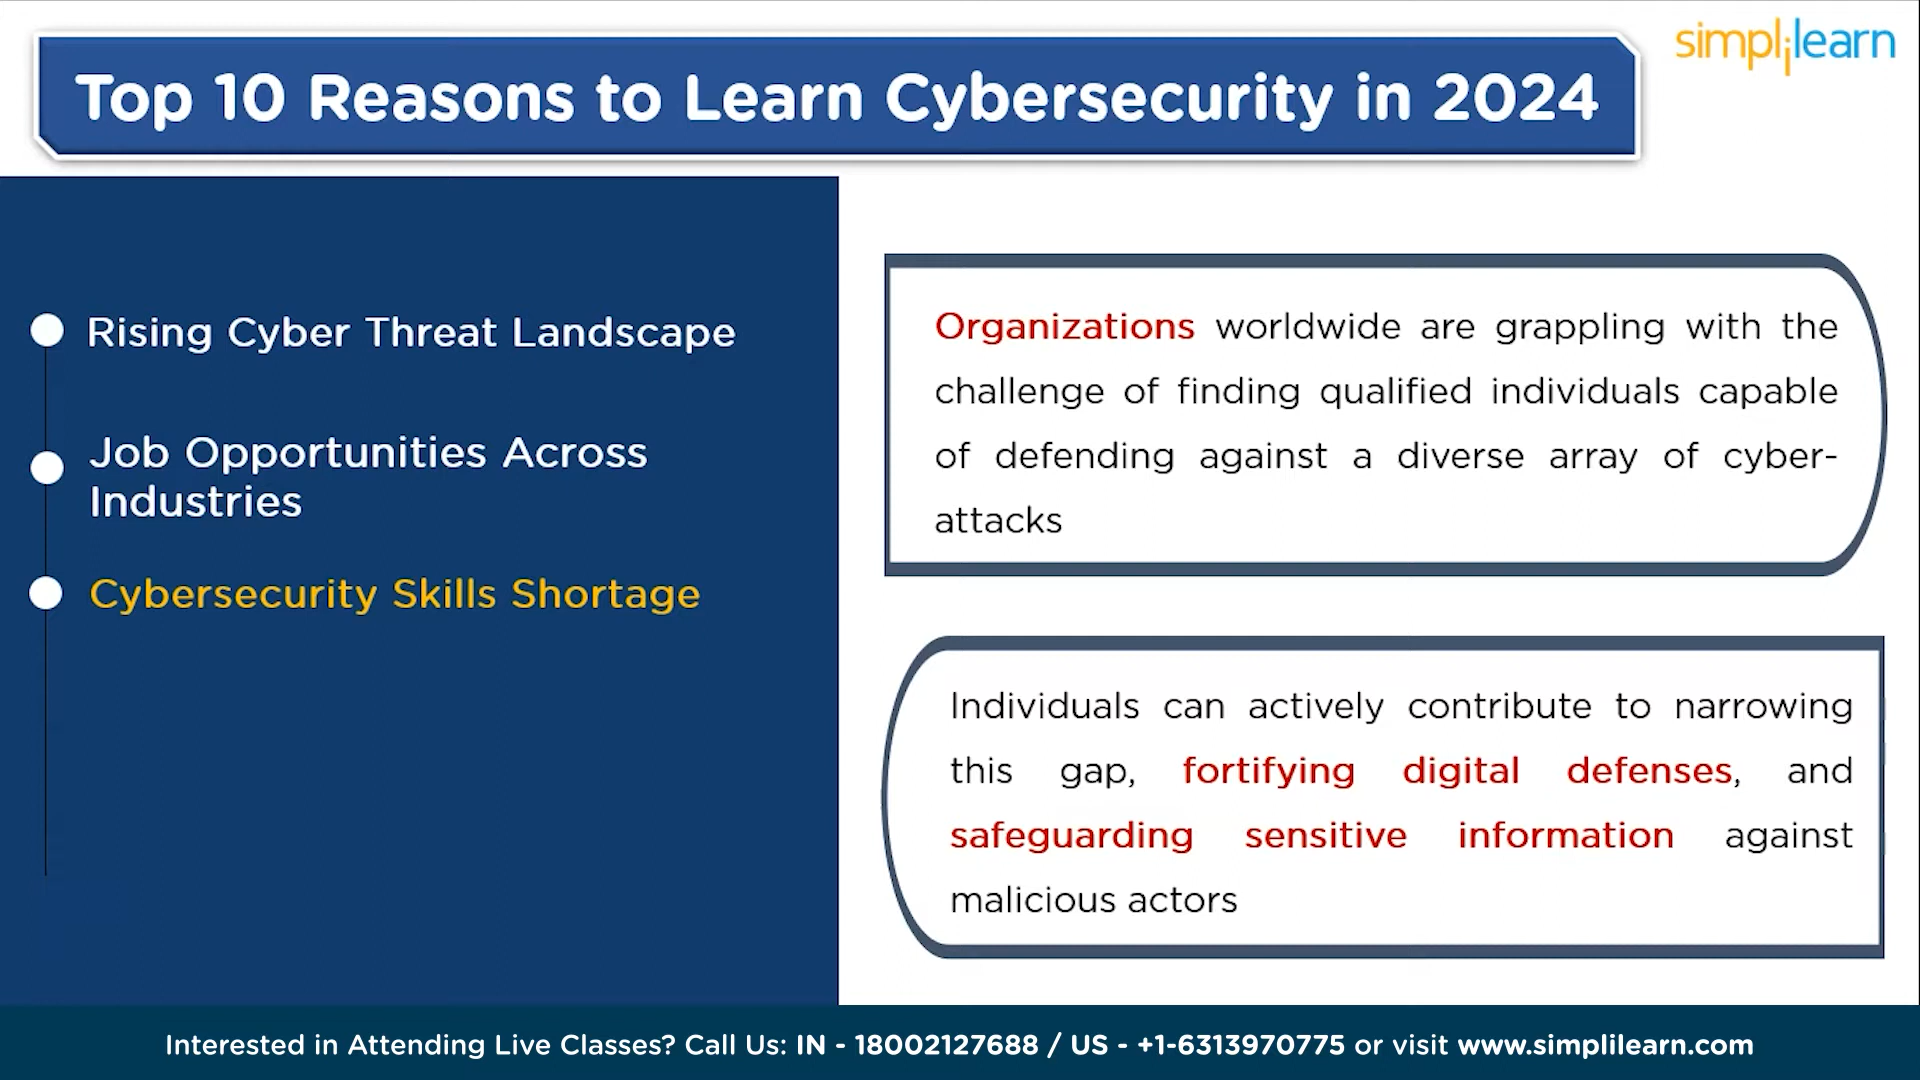 simplilearn
Top 10 Reasons to Learn Cybersecurity in 2024
Rising Cyber Threat Landscape
Job Opportunities Across
Industries
Cybersecurity Skills Shortage
Organizations worldwide are grappling with the
challenge of finding qualified individuals capable
of defending against a diverse array of cyber-
attacks
Individuals can actively contribute to narrowing
this gap, fortifying digital defenses, and
safeguarding sensitive information against
malicious actors
Interested in Attending Live Classes? Call Us: IN - 18002127688 / US - +1-6313970775 or visit www.simplilearn.com